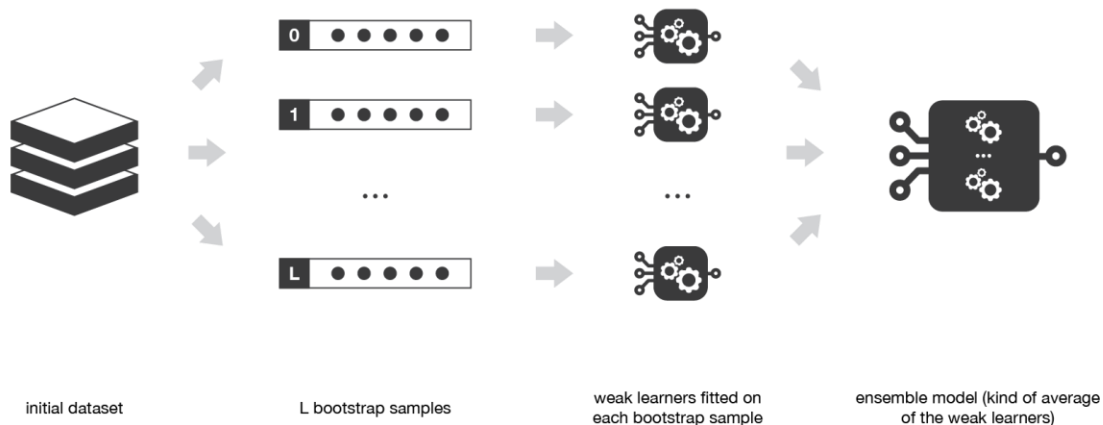 0
1
...
...
...
L
initial dataset
L bootstrap samples
weak learners fitted on
each bootstrap sample
ensemble model (kind of average
of the weak learners)